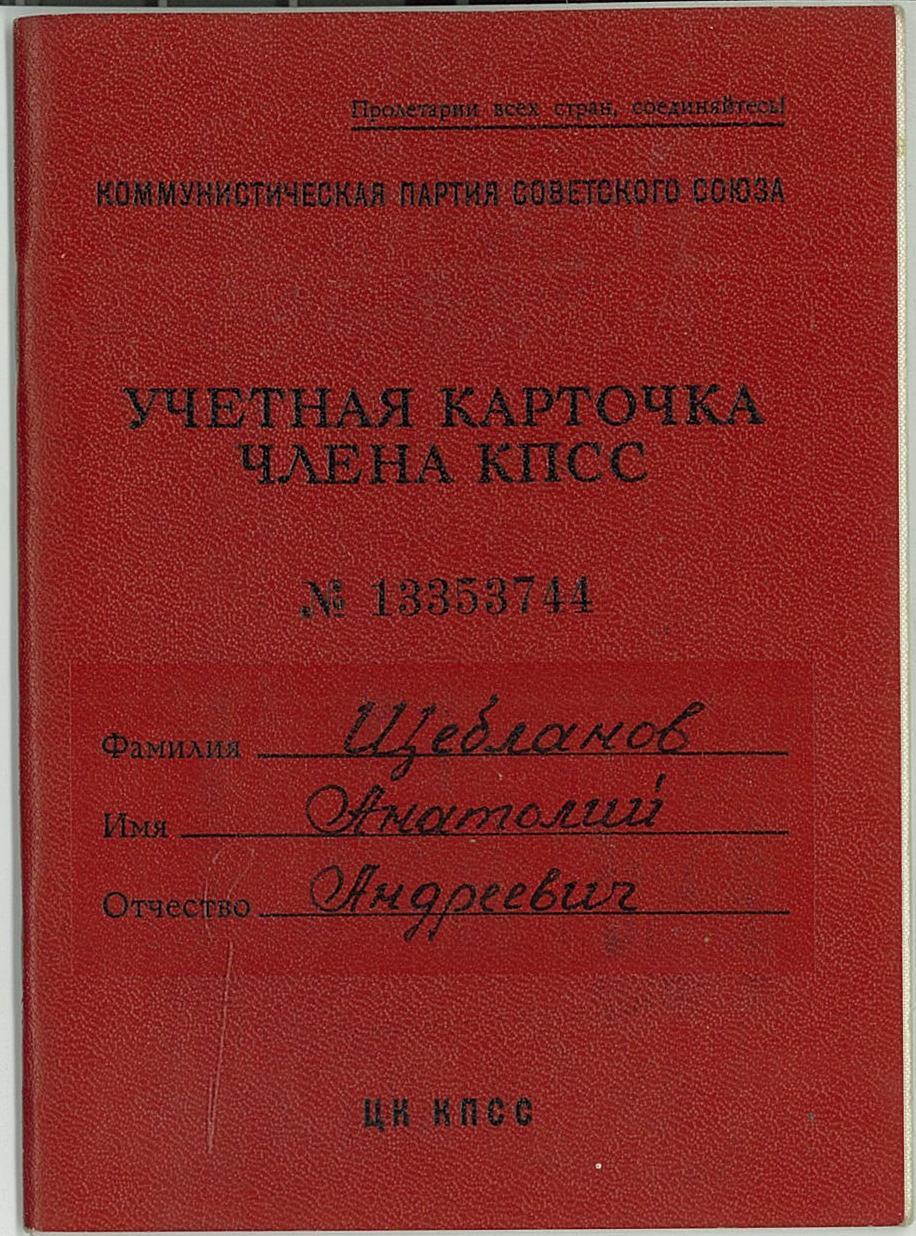 Пролетарии всех стран, соединяйтесь!
КОММУНИСТИЧЕСКАЯ ПАРТИЯ СОВЕТСКОГО СОЮЗА
УЧЕТНАЯ КАРТОЧКА
ЧЛЕНА КПСС
№ 13353744
Фамилия Щебланов
Имя Анатолий
Отчество Андреевич
ЦК КПСС